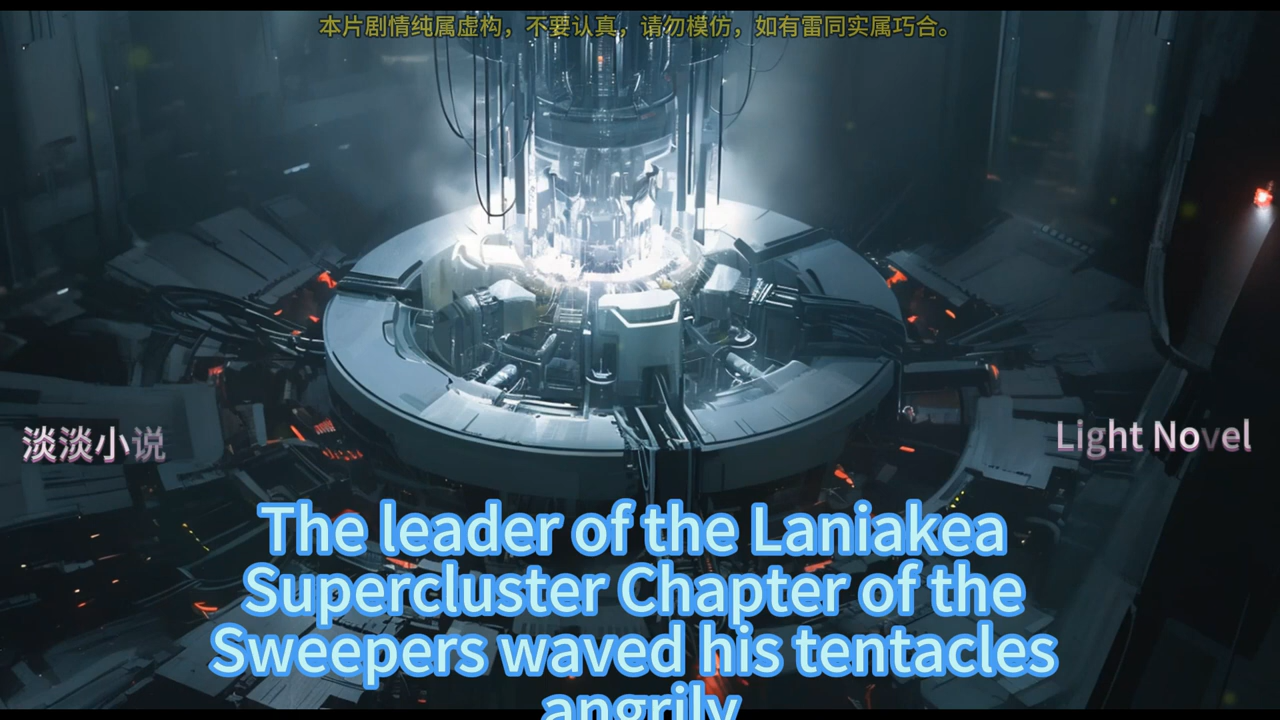 本片剧情纯属虚构，不要认真，请勿模仿，如有雷同实属巧合。
淡淡小说
Light Novel
The leader of the Laniakea
Supercluster Chapter of the
Sweepers waved his tentacles
angrily